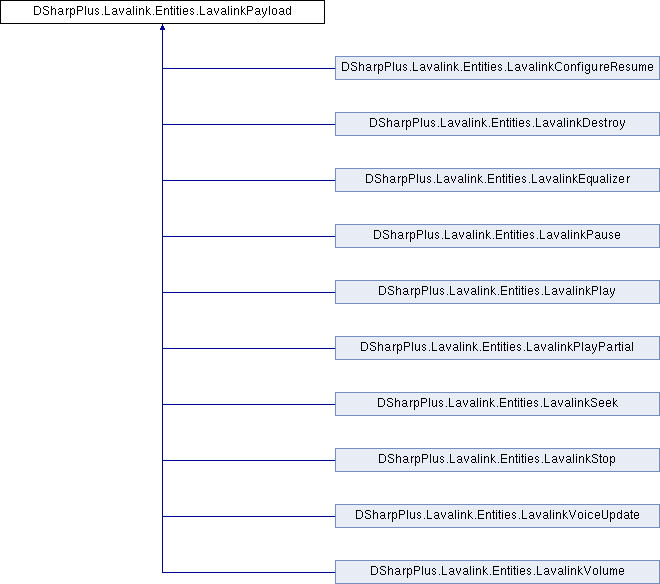 DSharpPlus.Lavalink.Entities.LavalinkPayload
DSharpPlus.Lavalink.Entities.LavalinkConfigureResume
DSharpPlus.Lavalink.Entities.LavalinkDestroy
DSharpPlus.Lavalink.Entities.LavalinkEqualizer
DSharpPlus.Lavalink.Entities.LavalinkPause
DSharpPlus.Lavalink.Entities.LavalinkPlay
DSharpPlus.Lavalink.Entities.LavalinkPlayPartial
DSharpPlus.Lavalink.Entities.LavalinkSeek
DSharpPlus.Lavalink.Entities.LavalinkStop
DSharpPlus.Lavalink.Entities.LavalinkVoiceUpdate
DSharpPlus.Lavalink.Entities.LavalinkVolume